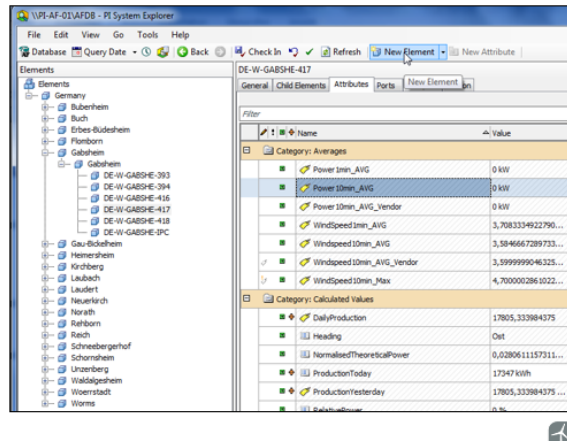 \\PI-AF-01\AFDB - PI System Explorer
File Edit View Go Tools Help
Database Query Date Back Check In Refresh New Element New Attribute
Elements
Elements
Germany
Bubenheim
Buch
Erbes-Büdesheim
Flomborn
Gabsheim
Gabsheim
DE-W-GABSHE-393
DE-W-GABSHE-394
DE-W-GABSHE-416
DE-W-GABSHE-417
DE-W-GABSHE-418
DE-W-GABSHE-IPC
Gau-Bickelheim
Heimersheim
Kirchberg
Laubach
Laudert
Neuerkirch
Norath
Rehborn
Reich
Schneebergerhof
Schornsheim
Unzenberg
Waldalgesheim
Woerrstadt
Worms
DE-W-GABSHE-417
General Child Elements Attributes Ports
New Element
Filter
Name Value
Category: Averages
Power1min_AVG 0 kW
Power10min_AVG 0 kW
Power10min_AVG_Vendor 0 kW
WindSpeed1min_AVG 3,7083334922790...
Windspeed10min_AVG 3,5846667289733...
Windspeed10min_AVG_Vendor 3,5999999046325...
WindSpeed10min_Max 4,7000002861022...
Category: Calculated Values
DailyProduction 17805,333984375
Heading Ost
NormalisedTheoreticalPower 0,0280611157311...
ProductionToday 17347 kWh
ProductionYesterday 17805,333984375 ...
RelativePower 0 %